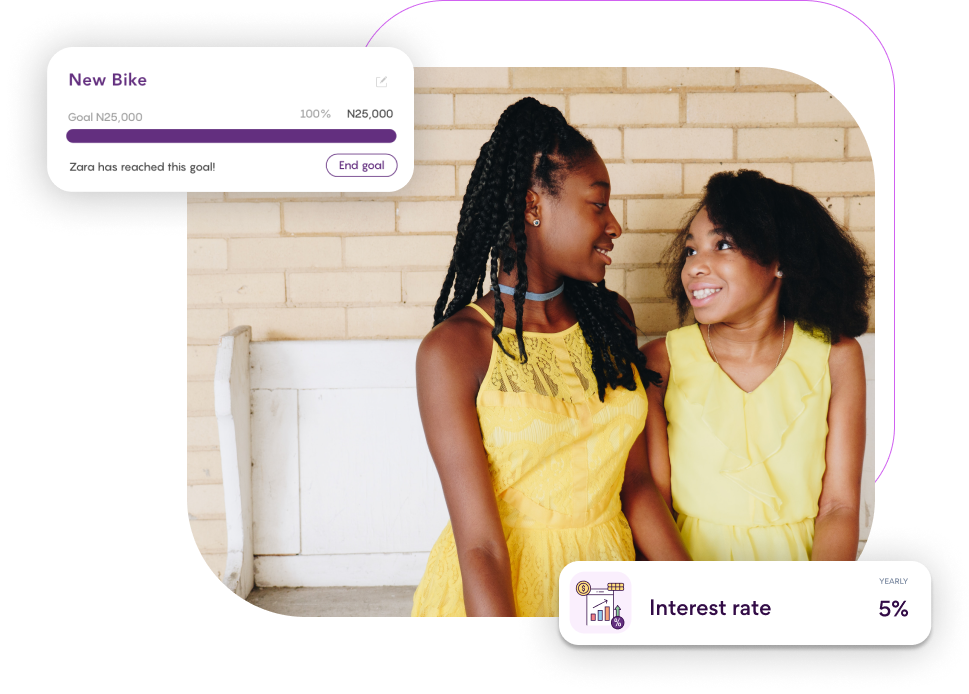 New Bike
Goal N25,000 100% N25,000
Zara has reached this goal! End goal
YEARLY
Interest rate 5%
$
%